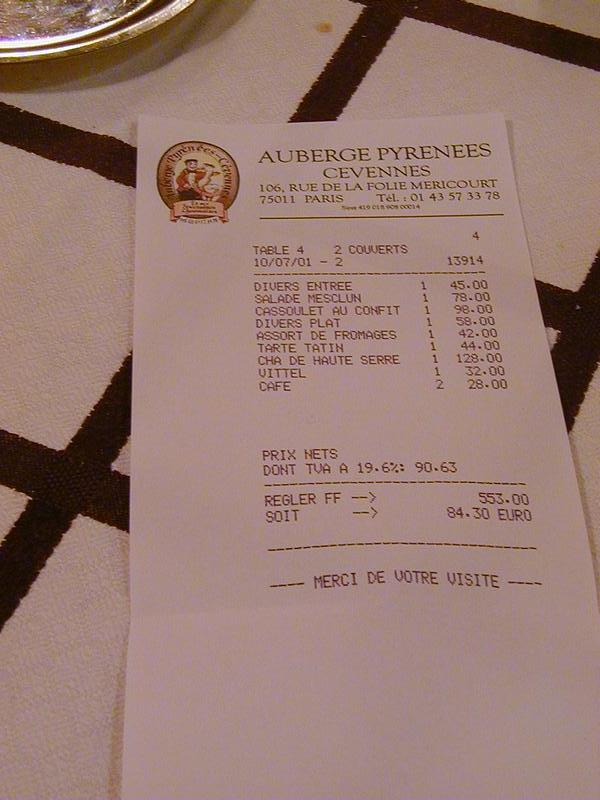 Auberge Pyrénées-Cévennes
AUBERGE PYRENEES
CEVENNES
106, RUE DE LA FOLIE MERICOURT
75011 PARIS Tél. : 01 43 57 33 78
4
TABLE 4 2 COUVERTS
10/07/01 - 2 13914
DIVERS ENTREE 1 45.00
SALADE MESCLUN 1 78.00
CASSOULET AU CONFIT 1 98.00
DIVERS PLAT 1 58.00
ASSORT DE FROMAGES 1 42.00
TARTE TATIN 1 44.00
CHA DE HAUTE SERRE 1 128.00
VITTEL 1 32.00
CAFE 2 28.00
PRIX NETS
DONT TVA A 19.6%: 90.63
REGLER FF --> 553.00
SOIT --> 84.30 EURO
---- MERCI DE VOTRE VISITE ----